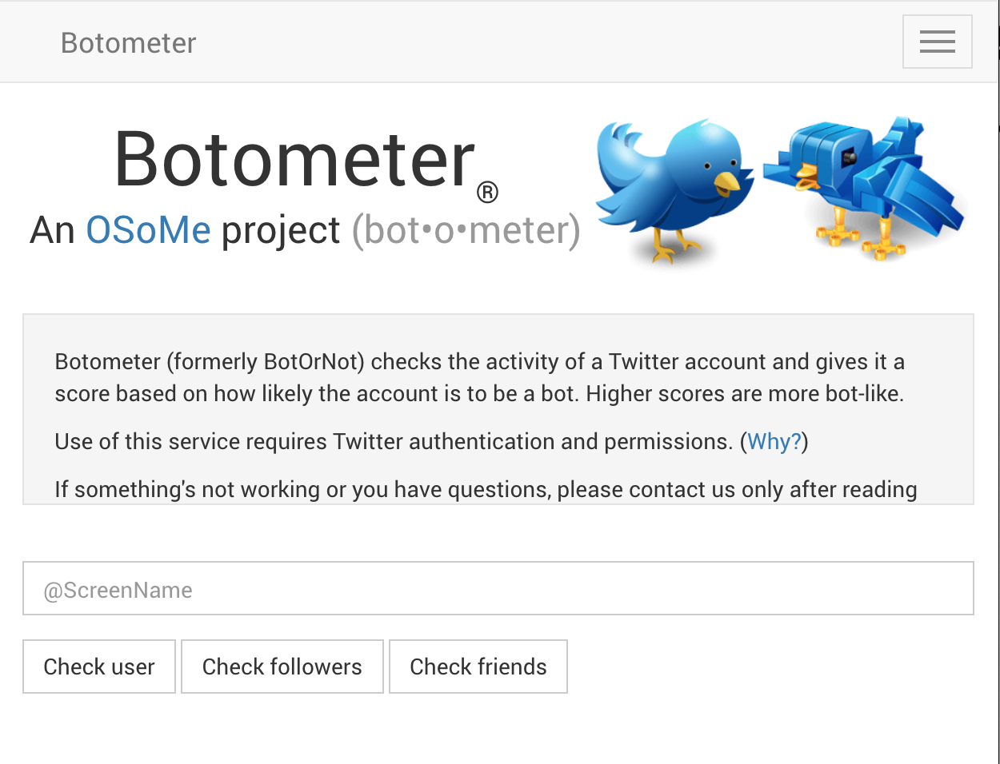 Botometer
Botometer®
An OSoMe project (bot•o•meter)
Botometer (formerly BotOrNot) checks the activity of a Twitter account and gives it a
score based on how likely the account is to be a bot. Higher scores are more bot-like.
Use of this service requires Twitter authentication and permissions. (Why?)
If something's not working or you have questions, please contact us only after reading
@ScreenName
Check user Check followers Check friends